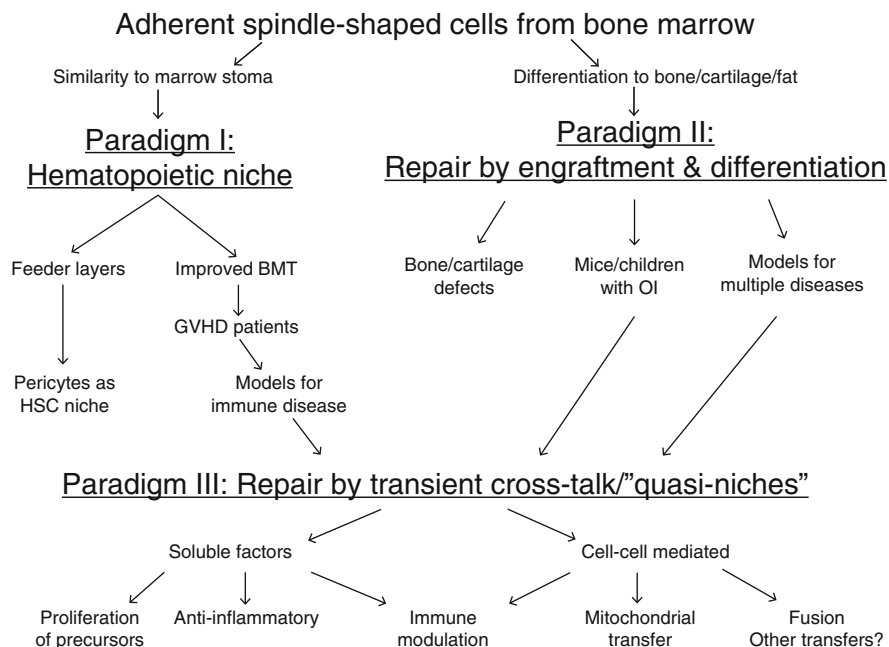 Adherent spindle-shaped cells from bone marrow
Similarity to marrow stoma
Differentiation to bone/cartilage/fat
Paradigm I:
Hematopoietic niche
Paradigm II:
Repair by engraftment & differentiation
Feeder layers
Improved BMT
Bone/cartilage
defects
Mice/children
with OI
Models for
multiple diseases
GVHD patients
Pericytes as
HSC niche
Models for
immune disease
Paradigm III: Repair by transient cross-talk/”quasi-niches”
Soluble factors
Cell-cell mediated
Proliferation
of precursors
Anti-inflammatory
Immune
modulation
Mitochondrial
transfer
Fusion
Other transfers?